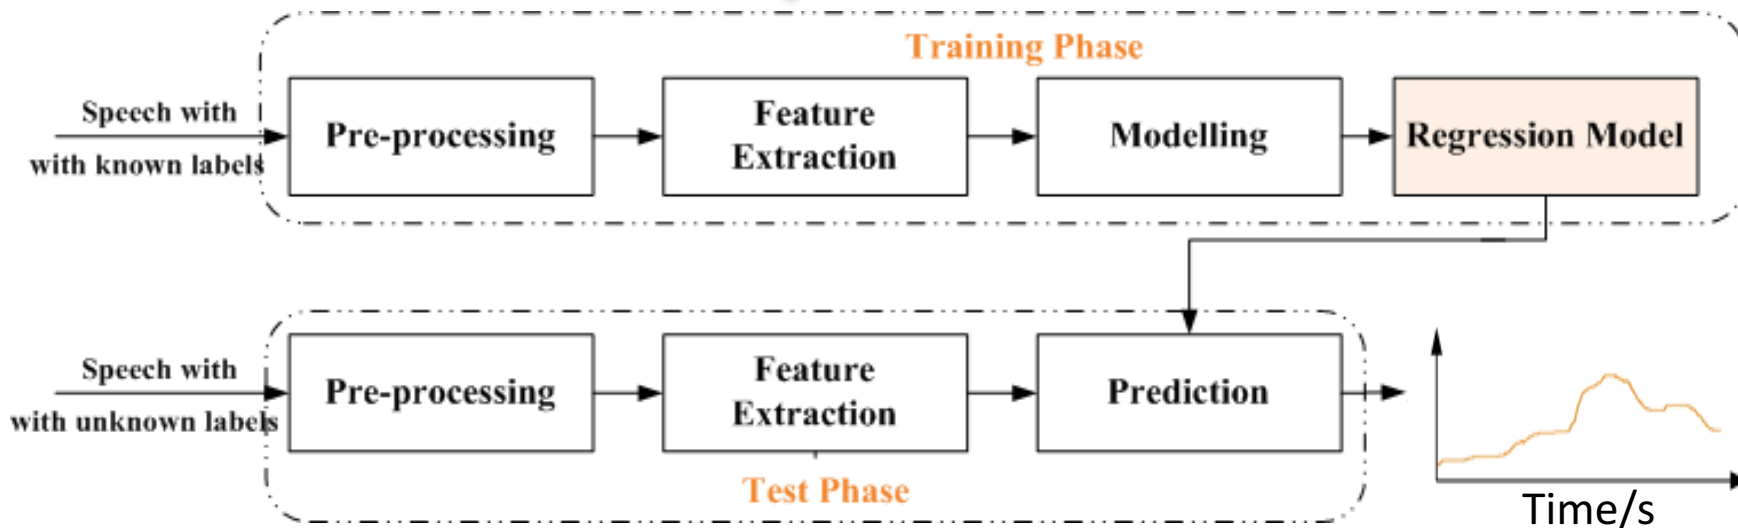 Training Phase
Speech with
with known labels
Pre-processing
Feature
Extraction
Modelling
Regression Model
Speech with
with unknown labels
Pre-processing
Feature
Extraction
Prediction
Test Phase
Time/s